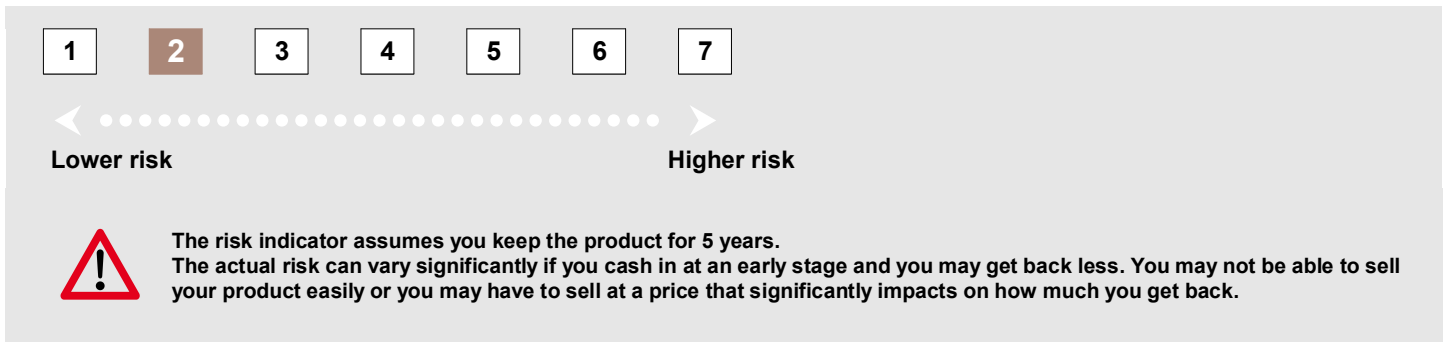 1 2 3 4 5 6 7
Lower risk Higher risk
The risk indicator assumes you keep the product for 5 years.
The actual risk can vary significantly if you cash in at an early stage and you may get back less. You may not be able to sell
your product easily or you may have to sell at a price that significantly impacts on how much you get back.